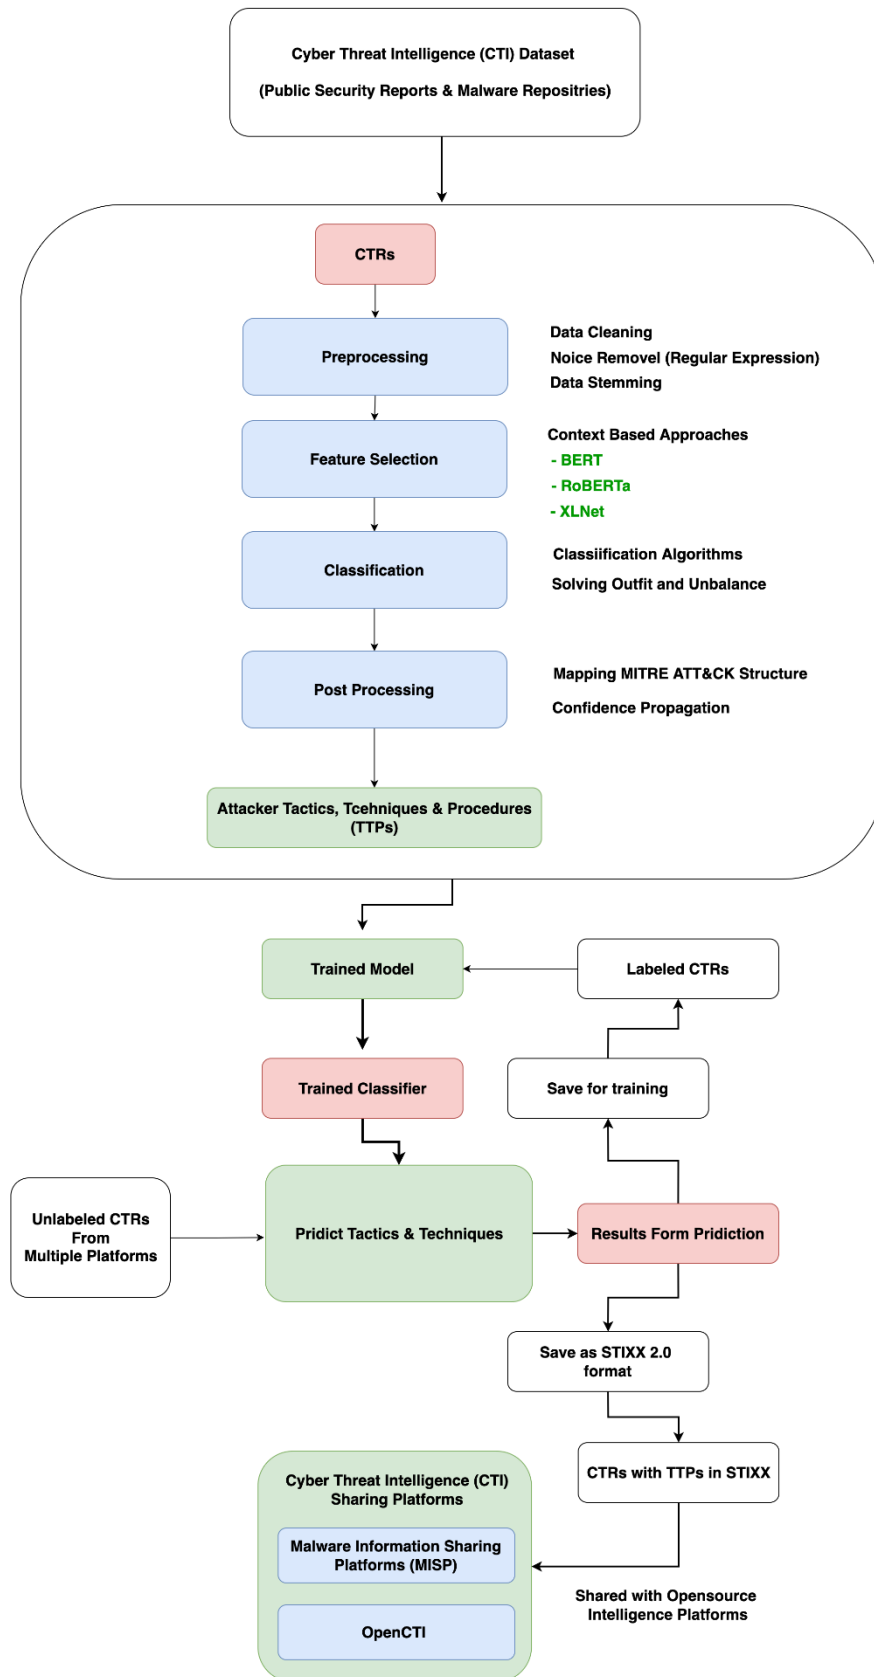 Cyber Threat Intelligence (CTI) Dataset
(Public Security Reports & Malware Repositries)
CTRs
Preprocessing
Data Cleaning
Noice Removel (Regular Expression)
Data Stemming
Feature Selection
Context Based Approaches
- BERT
- RoBERTa
- XLNet
Classification
Classiification Algorithms
Solving Outfit and Unbalance
Post Processing
Mapping MITRE ATT&CK Structure
Confidence Propagation
Attacker Tactics, Tcehniques & Procedures
(TTPs)
Trained Model
Labeled CTRs
Trained Classifier
Save for training
Unlabeled CTRs
From
Multiple Platforms
Pridict Tactics & Techniques
Results Form Pridiction
Save as STIXX 2.0
format
CTRs with TTPs in STIXX
Cyber Threat Intelligence (CTI)
Sharing Platforms
Malware Information Sharing
Platforms (MISP)
OpenCTI
Shared with Opensource
Intelligence Platforms